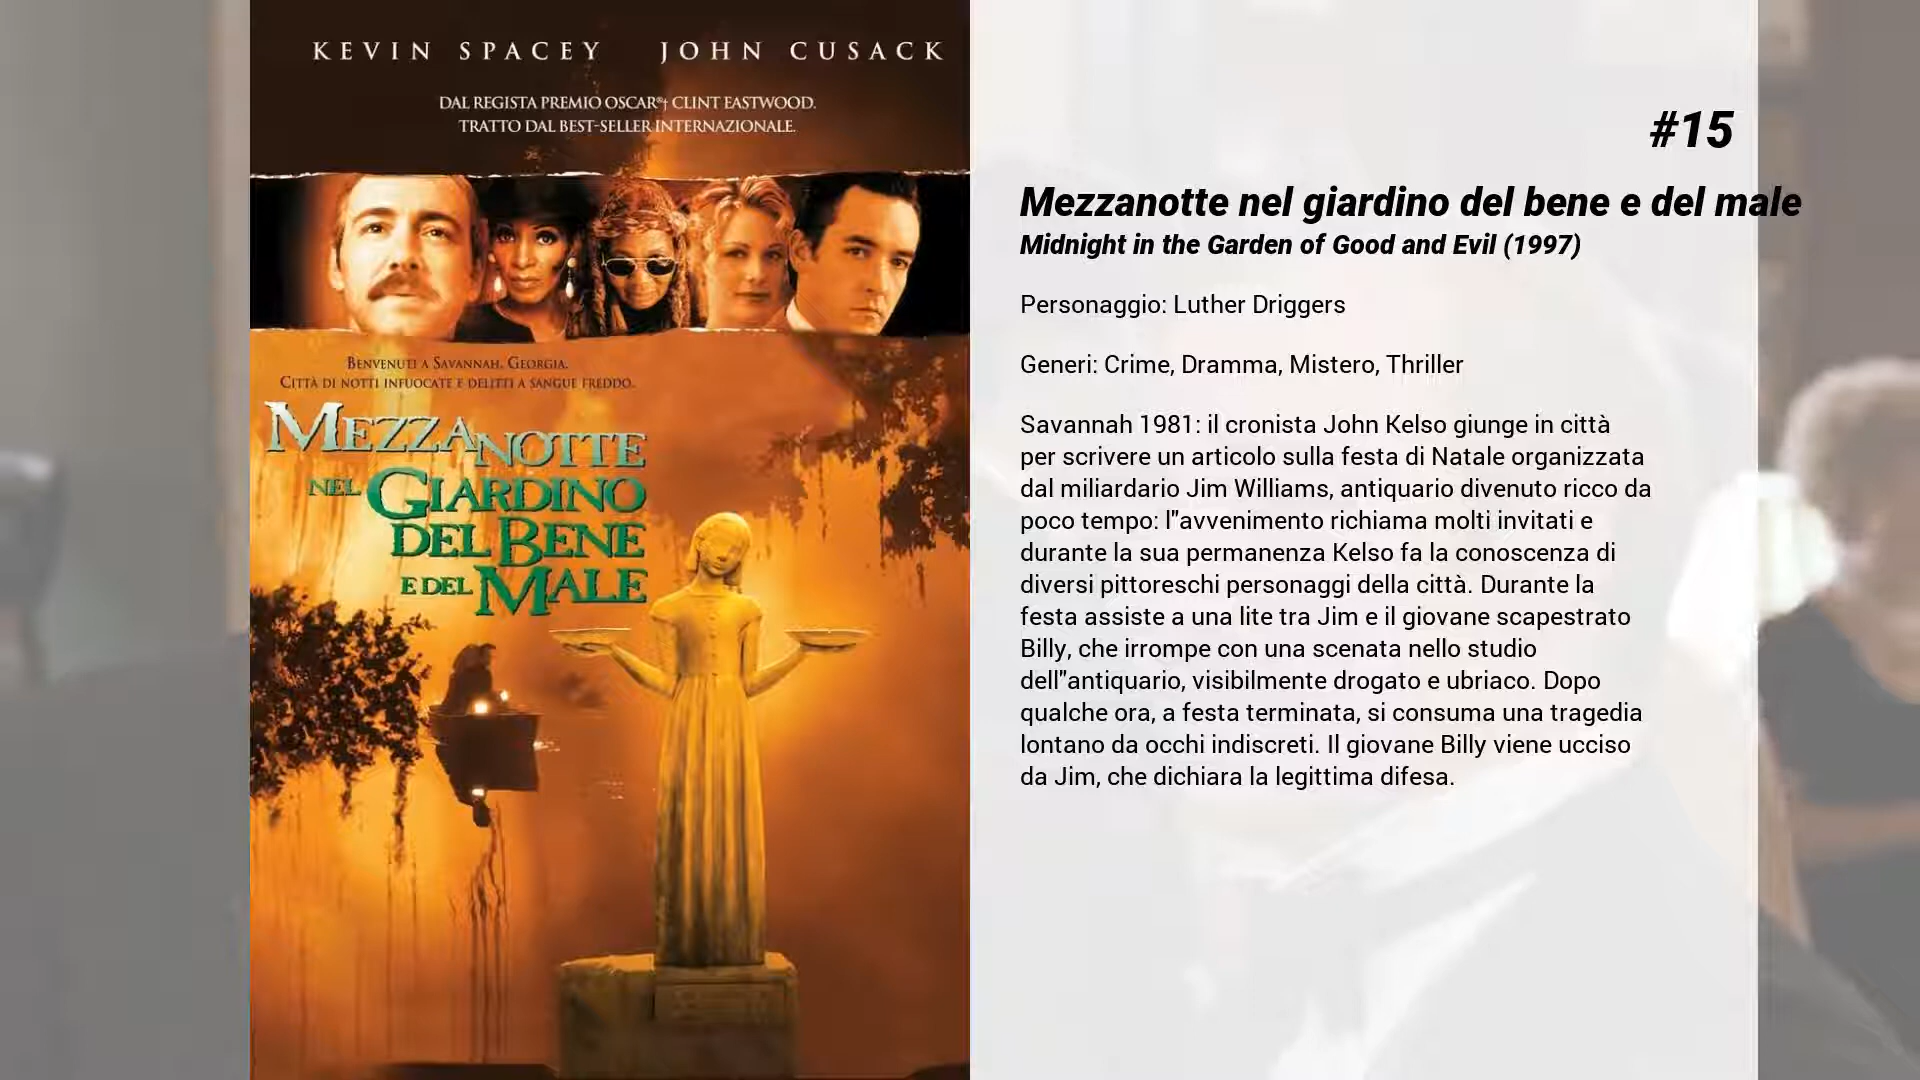 KEVIN SPACEY JOHN CUSACK
DAL REGISTA PREMIO OSCAR®† CLINT EASTWOOD.
TRATTO DAL BEST-SELLER INTERNAZIONALE.
BENVENUTI A SAVANNAH, GEORGIA.
CITTÀ DI NOTTI INFUOCATE E DELITTI A SANGUE FREDDO.
MEZZANOTTE
NEL GIARDINO
DEL BENE
E DEL MALE
#15
Mezzanotte nel giardino del bene e del male
Midnight in the Garden of Good and Evil (1997)
Personaggio: Luther Driggers
Generi: Crime, Dramma, Mistero, Thriller
Savannah 1981: il cronista John Kelso giunge in città
per scrivere un articolo sulla festa di Natale organizzata
dal miliardario Jim Williams, antiquario divenuto ricco da
poco tempo: l"avvenimento richiama molti invitati e
durante la sua permanenza Kelso fa la conoscenza di
diversi pittoreschi personaggi della città. Durante la
festa assiste a una lite tra Jim e il giovane scapestrato
Billy, che irrompe con una scenata nello studio
dell"antiquario, visibilmente drogato e ubriaco. Dopo
qualche ora, a festa terminata, si consuma una tragedia
lontano da occhi indiscreti. Il giovane Billy viene ucciso
da Jim, che dichiara la legittima difesa.